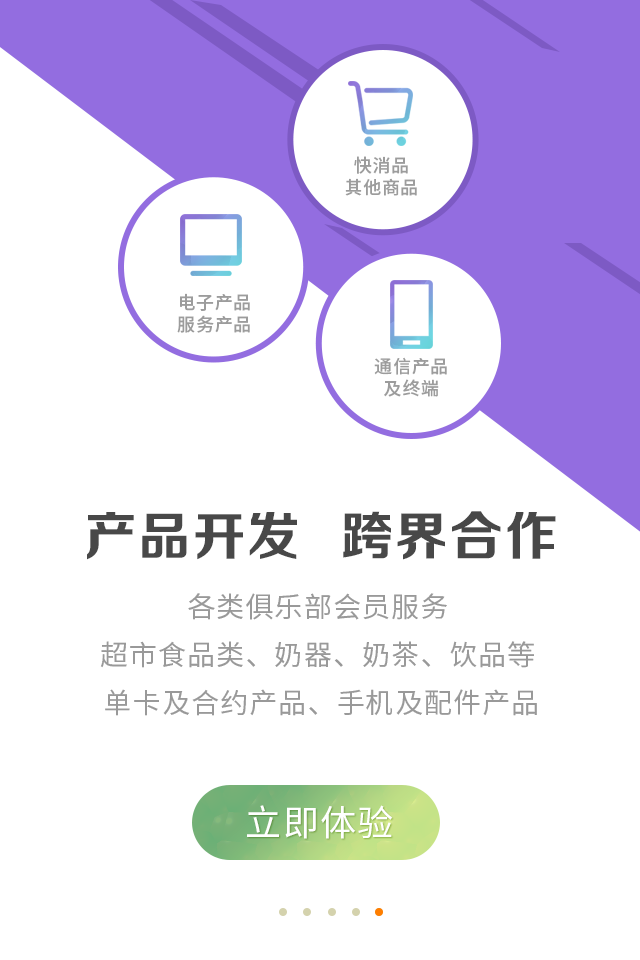 快消品
其他商品
电子产品
服务产品
通信产品
及终端
产品开发 跨界合作
各类俱乐部会员服务
超市食品类、奶器、奶茶、饮品等
单卡及合约产品、手机及配件产品
立即体验